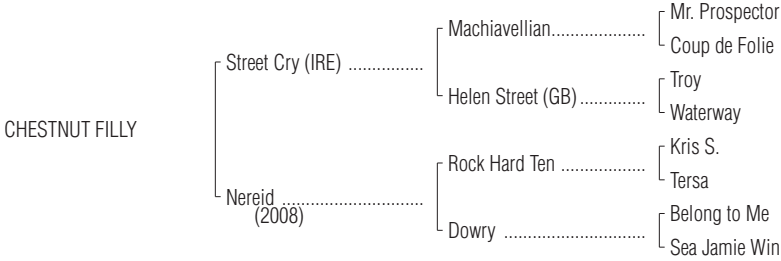 Mr. Prospector
Machiavellian....................
Coup de Folie
Street Cry (IRE) ................
Troy
Helen Street (GB)..............
Waterway
CHESTNUT FILLY
Kris S.
Rock Hard Ten ..................
Tersa
Nereid ..............................
(2008)
Belong to Me
Dowry ..............................
Sea Jamie Win